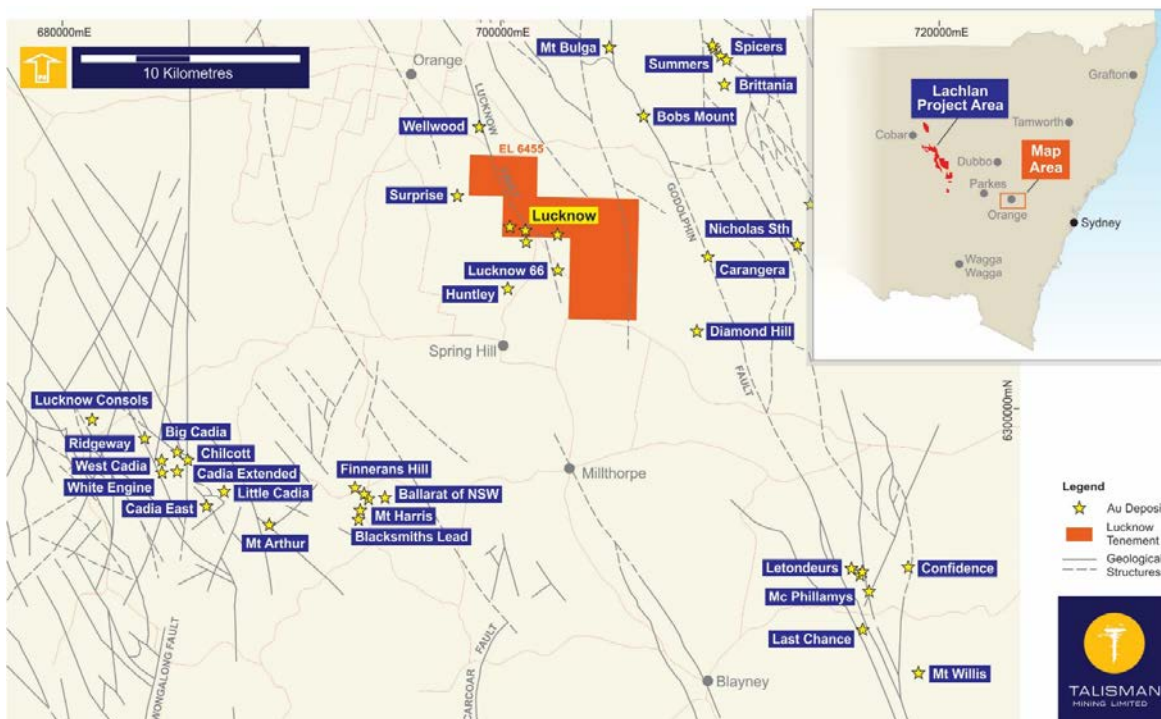 680000mE
700000mE
720000mE
10 Kilometres
Orange
Mt Bulga
Spicers
Summers
Brittania
Wellwood
LUCKNOW
Bobs Mount
EL 6455
Surprise
Lucknow
GODOLPHIN
Nicholas Sth
Lucknow 66
Carangera
Huntley
Diamond Hill
Spring Hill
FAULT
6300000mN
Lucknow Consols
Big Cadia
Ridgeway
Chilcott
West Cadia
Cadia Extended
White Engine
Little Cadia
Cadia East
Mt Arthur
Finnerans Hill
Ballarat of NSW
Mt Harris
Blacksmiths Lead
Millthorpe
Letondeurs
Confidence
Mc Phillamys
Last Chance
Mt Willis
Blayney
WONGALONG FAULT
CARCOAR
FAULT
Grafton
Lachlan
Project Area
Cobar
Tamworth
Dubbo
Map
Area
Parkes
Orange
Sydney
Wagga
Wagga
Legend
Au Deposi
Lucknow
Tenement
Geological
Structures
TALISMAN
MINING LIMITED